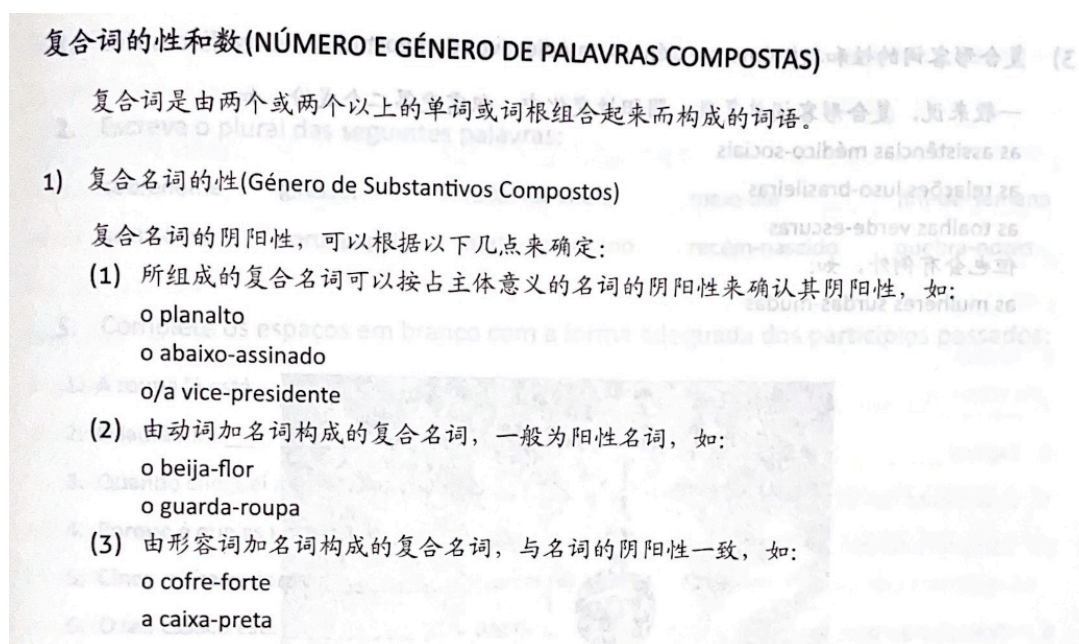 复合词的性和数(NÚMERO E GÉNERO DE PALAVRAS COMPOSTAS)
复合词是由两个或两个以上的单词或词根组合起来而构成的词语。
1) 复合名词的性(Género de Substantivos Compostos)
复合名词的阴阳性，可以根据以下几点来确定：
(1) 所组成的复合名词可以按占主体意义的名词的阴阳性来确认其阴阳性，如：
o planalto
o abaixo-assinado
o/a vice-presidente
(2) 由动词加名词构成的复合名词，一般为阳性名词，如：
o beija-flor
o guarda-roupa
(3) 由形容词加名词构成的复合名词，与名词的阴阳性一致，如：
o cofre-forte
a caixa-preta